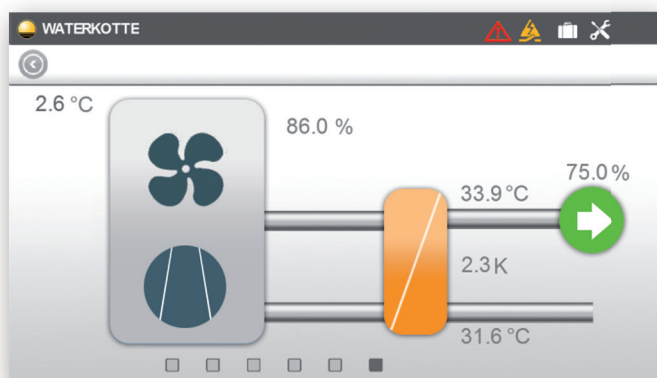 WATERKOTTE
2.6 °C
86.0 %
75.0 %
33.9 °C
2.3 K
31.6 °C